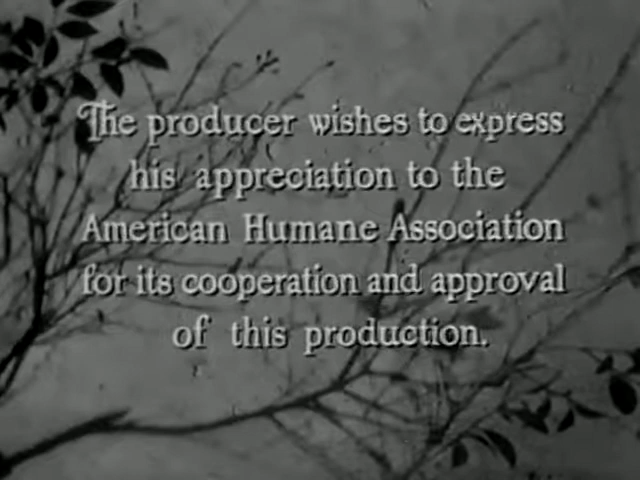 The producer wishes to express
his appreciation to the
American Humane Association
for its cooperation and approval
of this production.